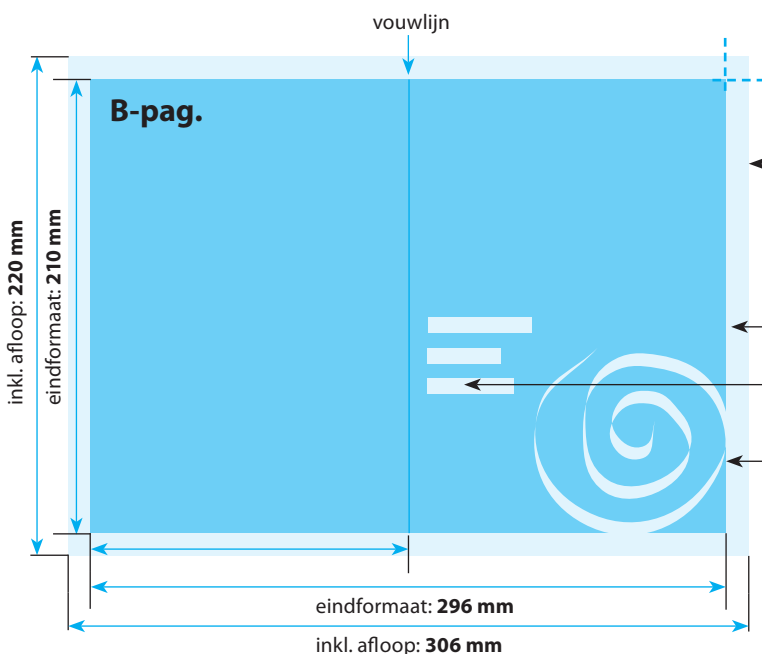 vouwlijn
B-pag.
inkl. afloop: 220 mm
eindformaat: 210 mm
eindformaat: 296 mm
inkl. afloop: 306 mm